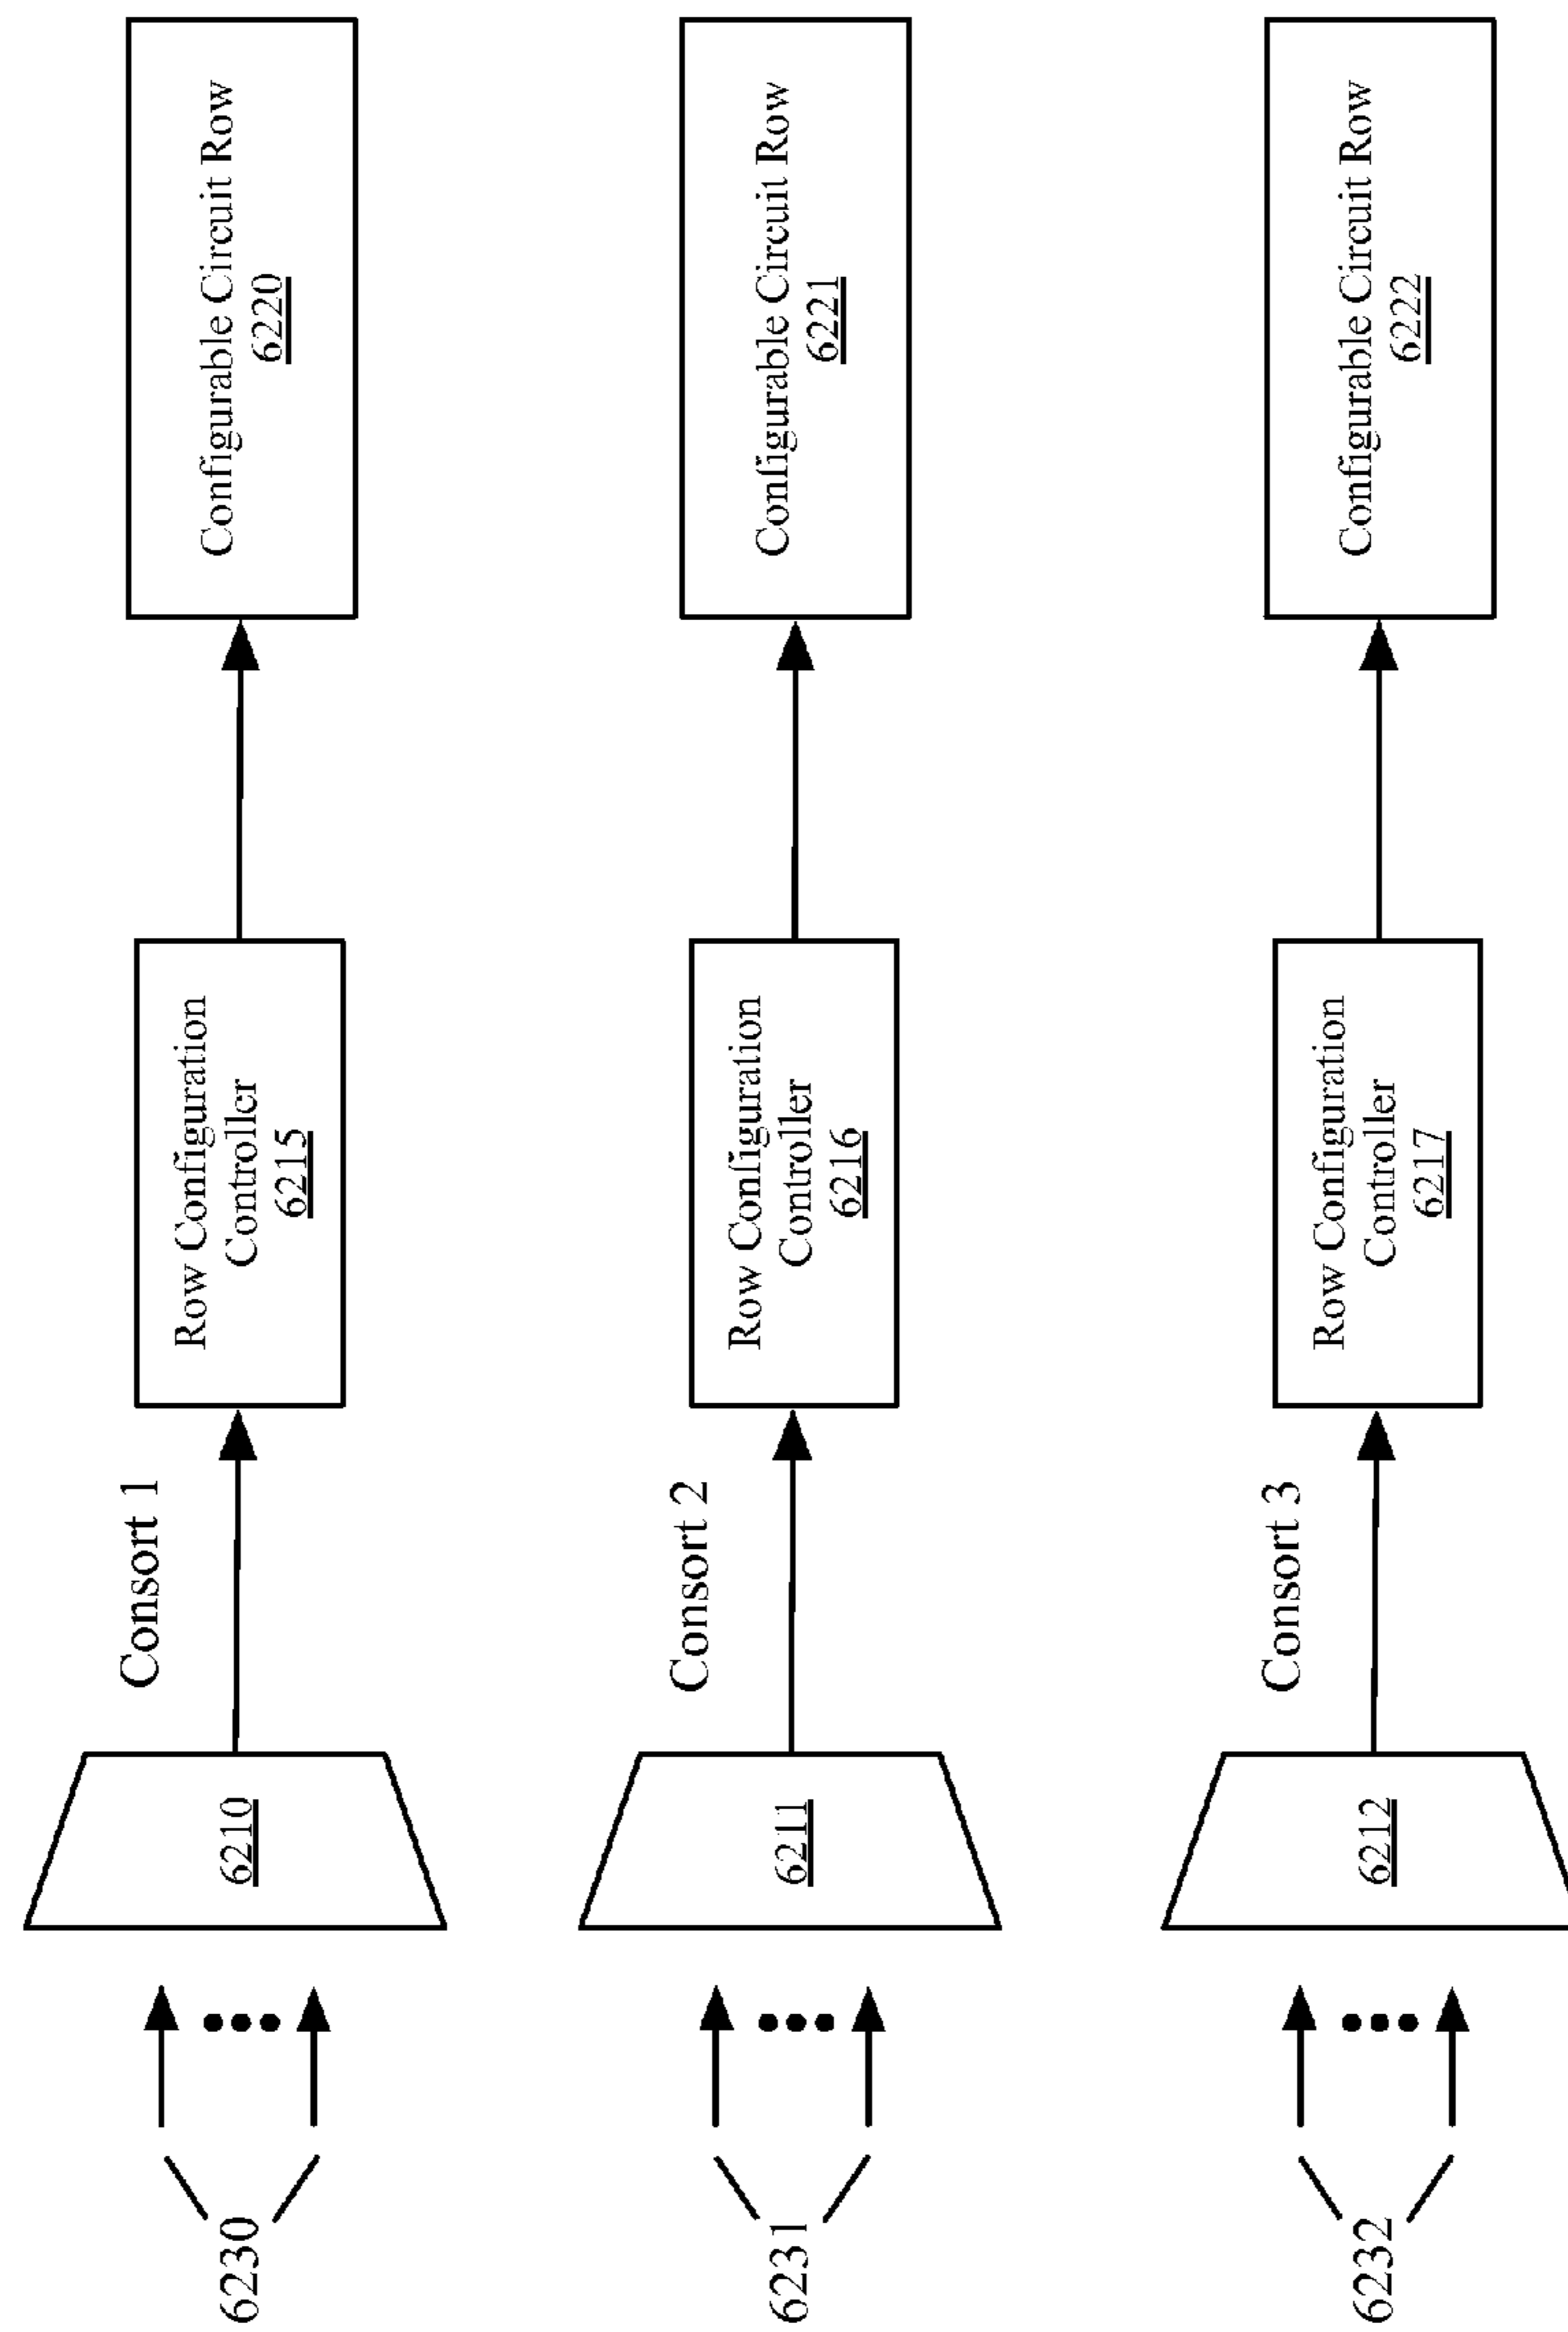 6230
6210
Consort 1
Row Configuration
Controller
6215
Configurable Circuit Row
6220
6231
6211
Consort 2
Row Configuration
Controller
6216
Configurable Circuit Row
6221
6232
6212
Consort 3
Row Configuration
Controller
6217
Configurable Circuit Row
6222